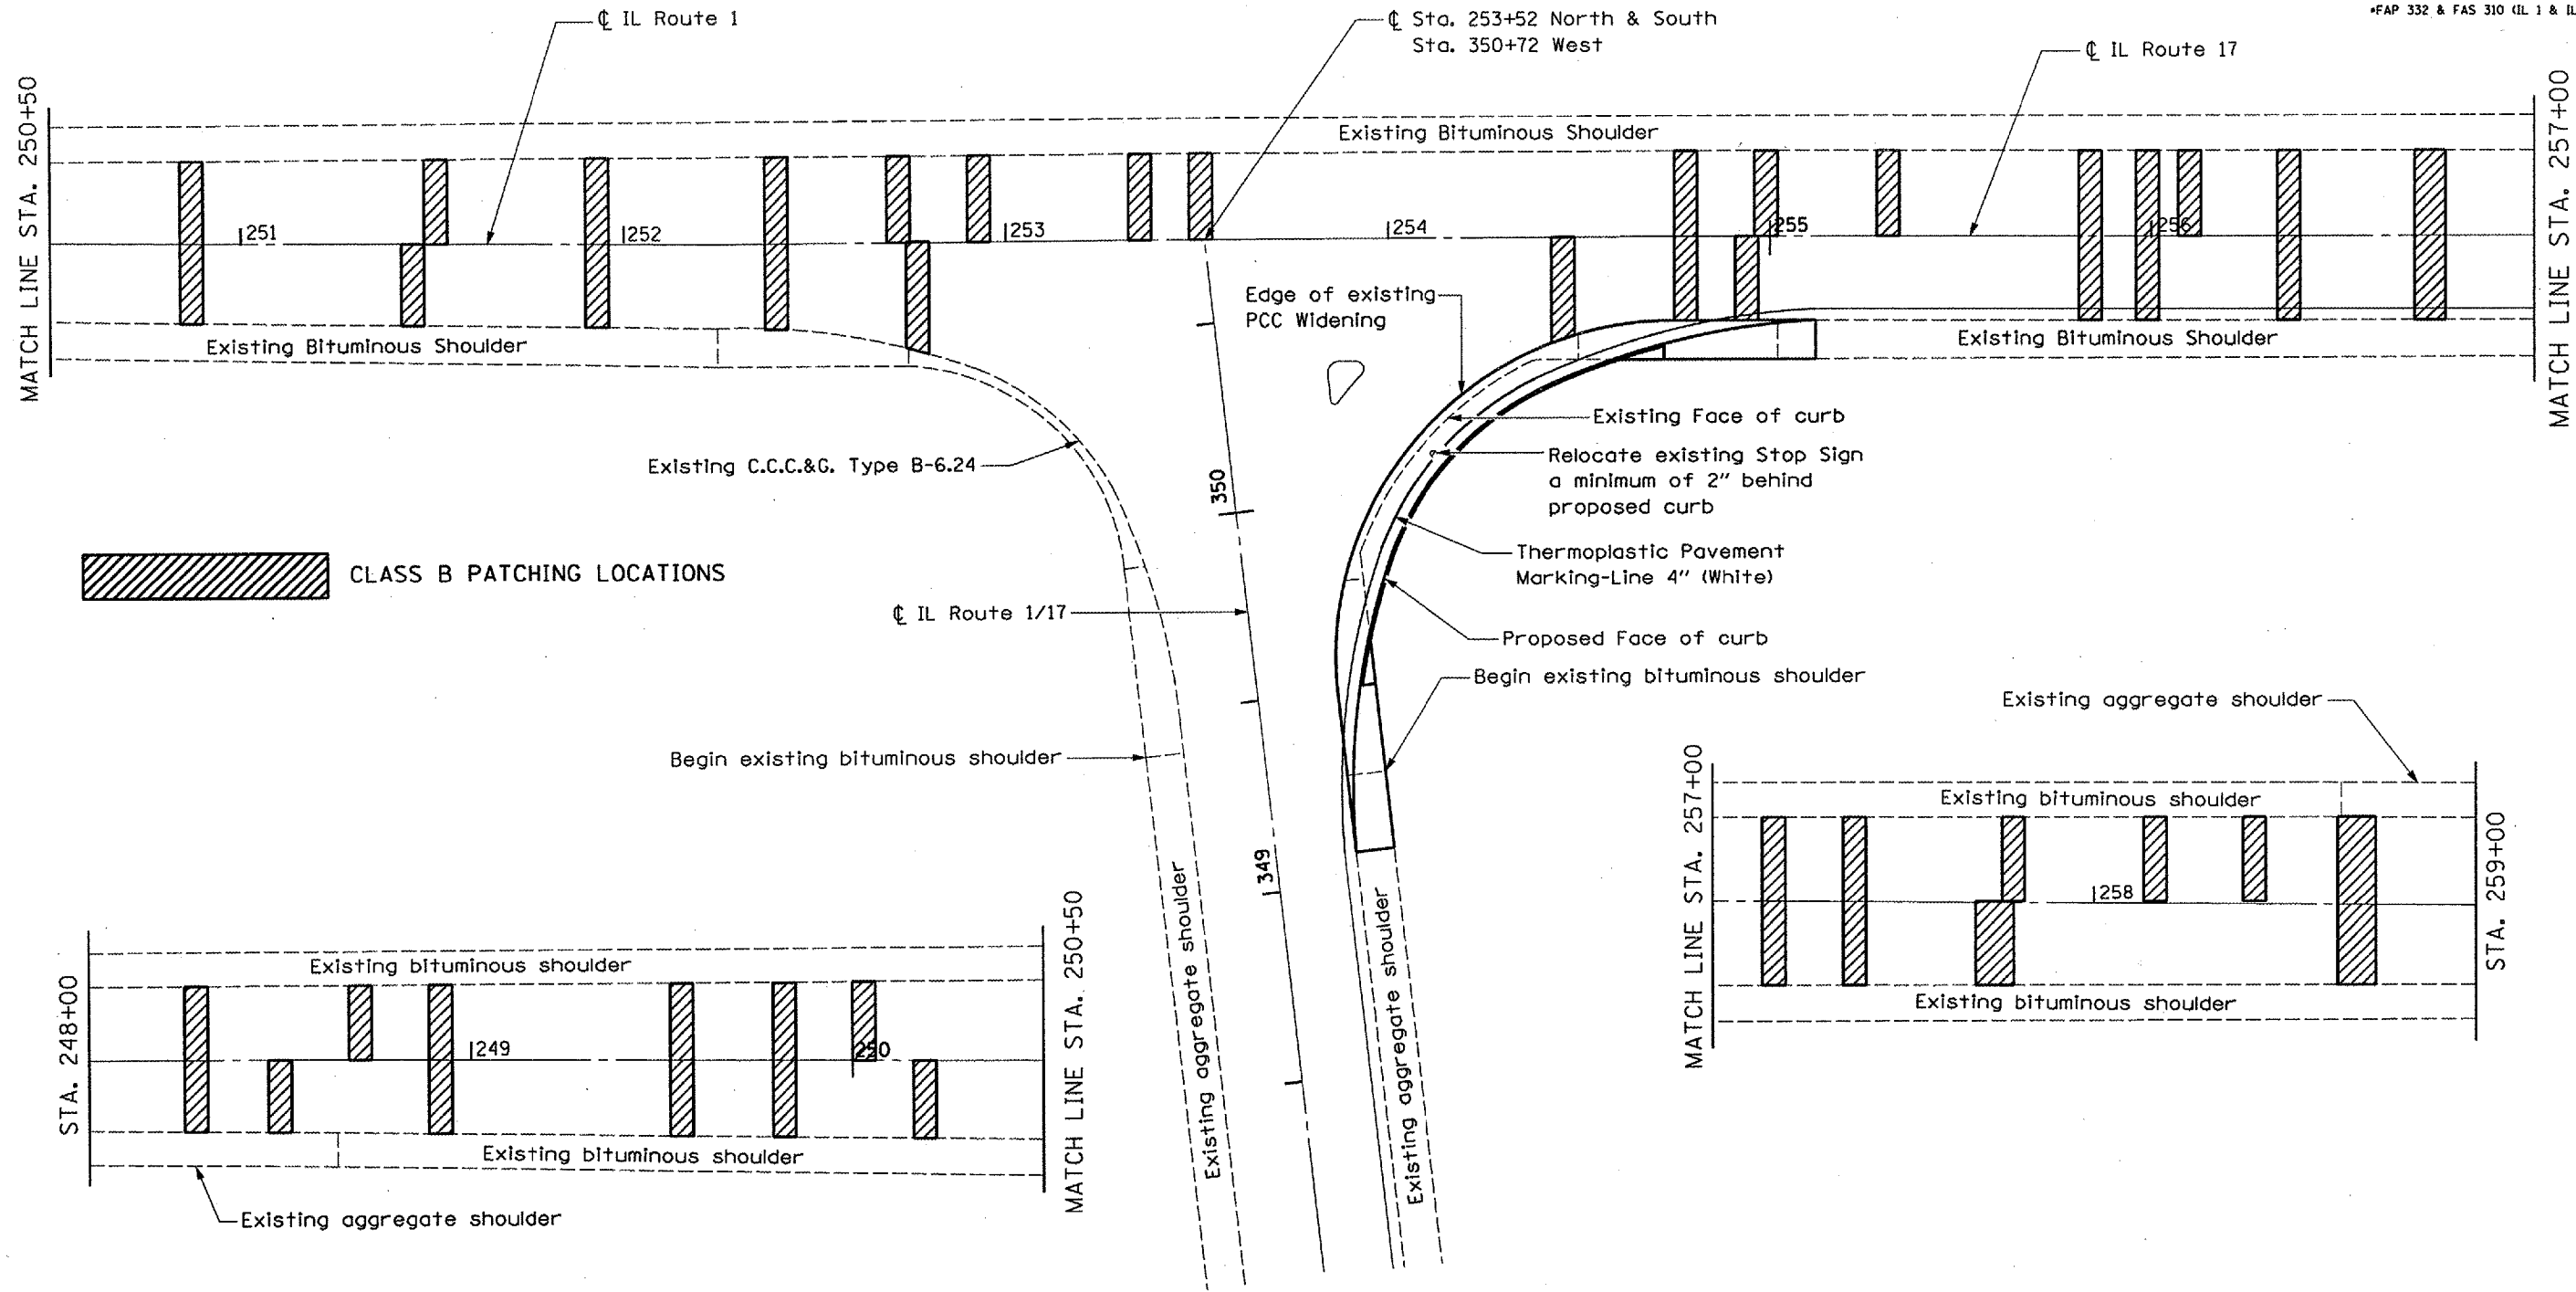 *FAP 332 & FAS 310 (IL 1 & IL
℄ IL Route 1
℄ Sta. 253+52 North & South
Sta. 350+72 West
℄ IL Route 17
MATCH LINE STA. 250+50
MATCH LINE STA. 257+00
Existing Bituminous Shoulder
251
252
253
254
255
256
Edge of existing
PCC Widening
Existing Bituminous Shoulder
Existing Bituminous Shoulder
Existing Face of curb
Existing C.C.C.&G. Type B-6.24
Relocate existing Stop Sign
a minimum of 2" behind
proposed curb
350
CLASS B PATCHING LOCATIONS
Thermoplastic Pavement
Marking-Line 4" (White)
℄ IL Route 1/17
Proposed Face of curb
Begin existing bituminous shoulder
Existing aggregate shoulder
Begin existing bituminous shoulder
349
MATCH LINE STA. 257+00
Existing bituminous shoulder
258
Existing bituminous shoulder
STA. 259+00
Existing aggregate shoulder
Existing aggregate shoulder
STA. 248+00
Existing bituminous shoulder
249
250
Existing bituminous shoulder
MATCH LINE STA. 250+50
Existing aggregate shoulder